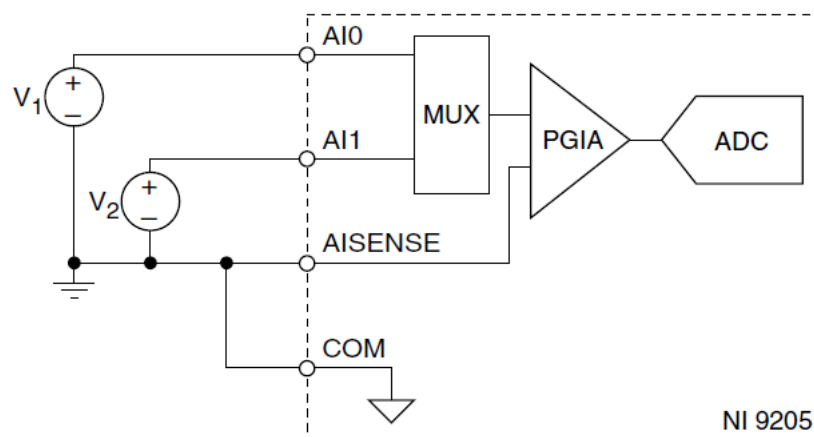 AI0
V1
+
−
MUX
PGIA
ADC
AI1
V2
+
−
AISENSE
COM
NI 9205